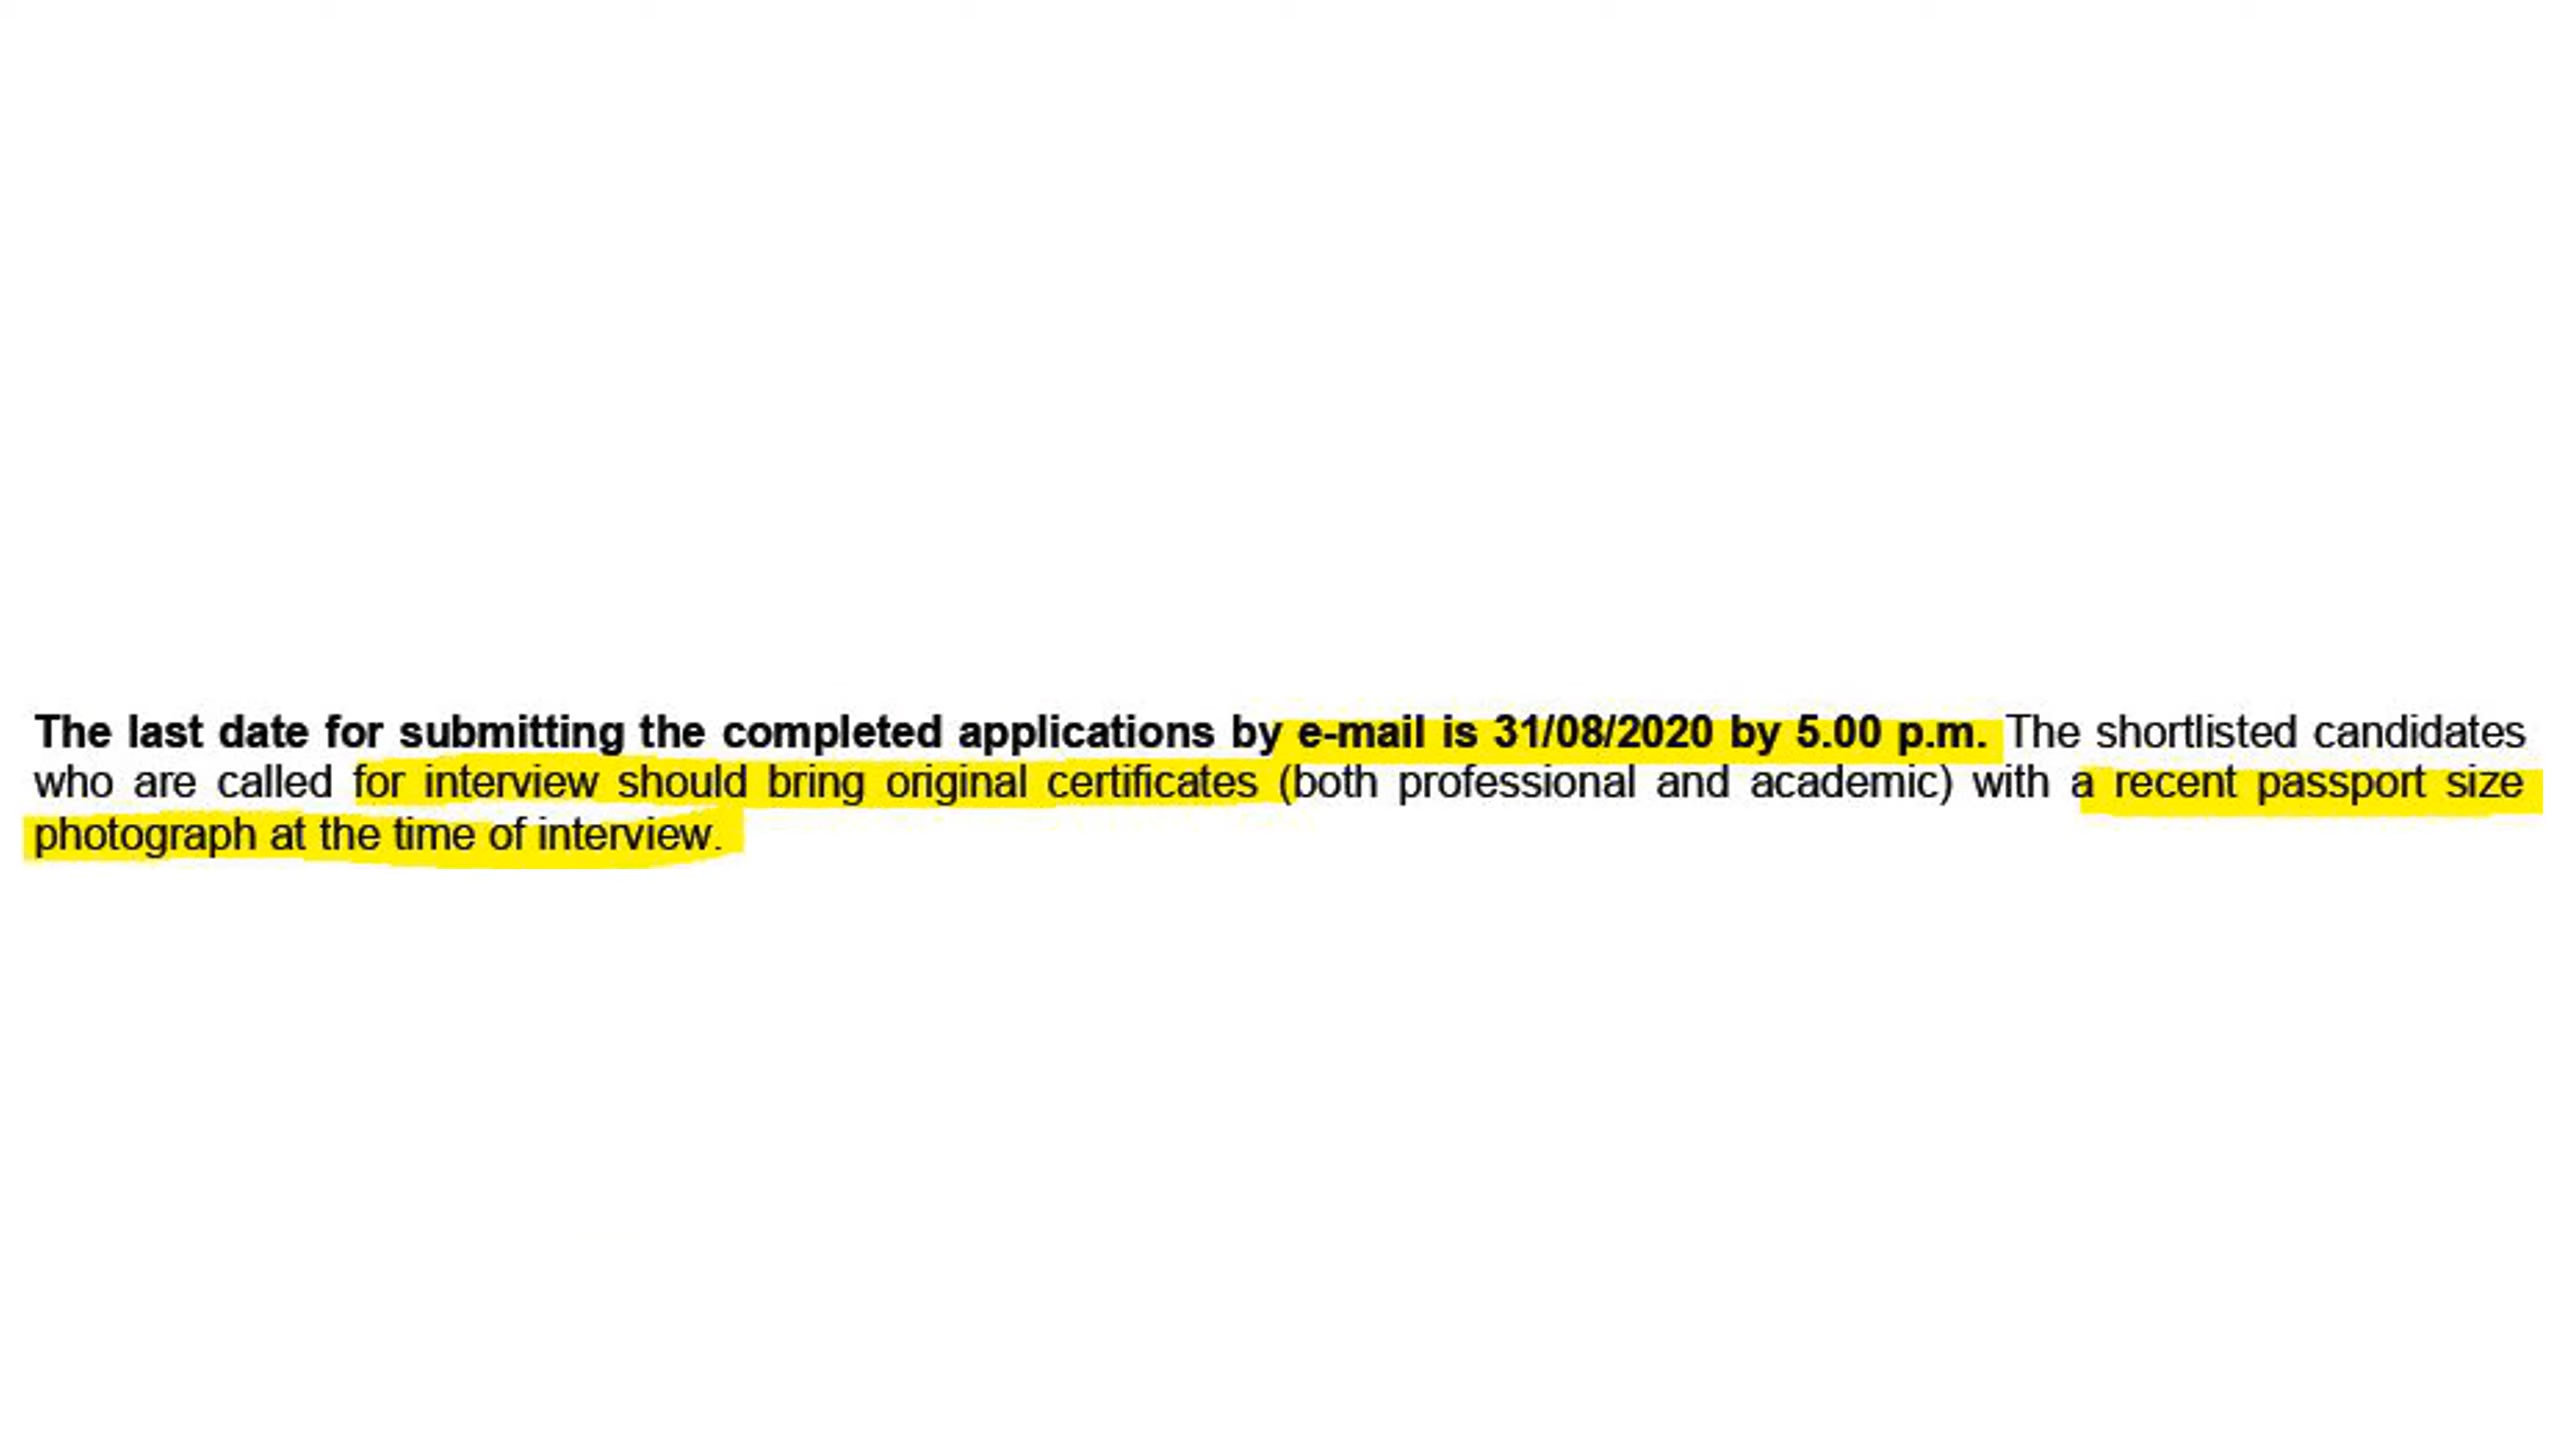 The last date for submitting the completed applications by e-mail is 31/08/2020 by 5.00 p.m. The shortlisted candidates
who are called for interview should bring original certificates (both professional and academic) with a recent passport size
photograph at the time of interview.